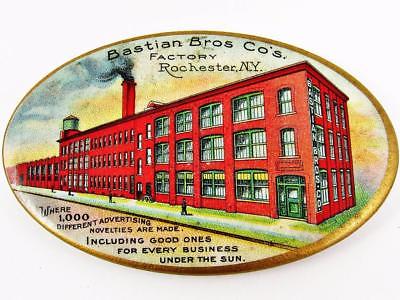 Bastian Bros Co's.
Factory
Rochester, N.Y.
Where
1,000
Different Advertising
Novelties are Made.
Including Good Ones
for Every Business
under the Sun.